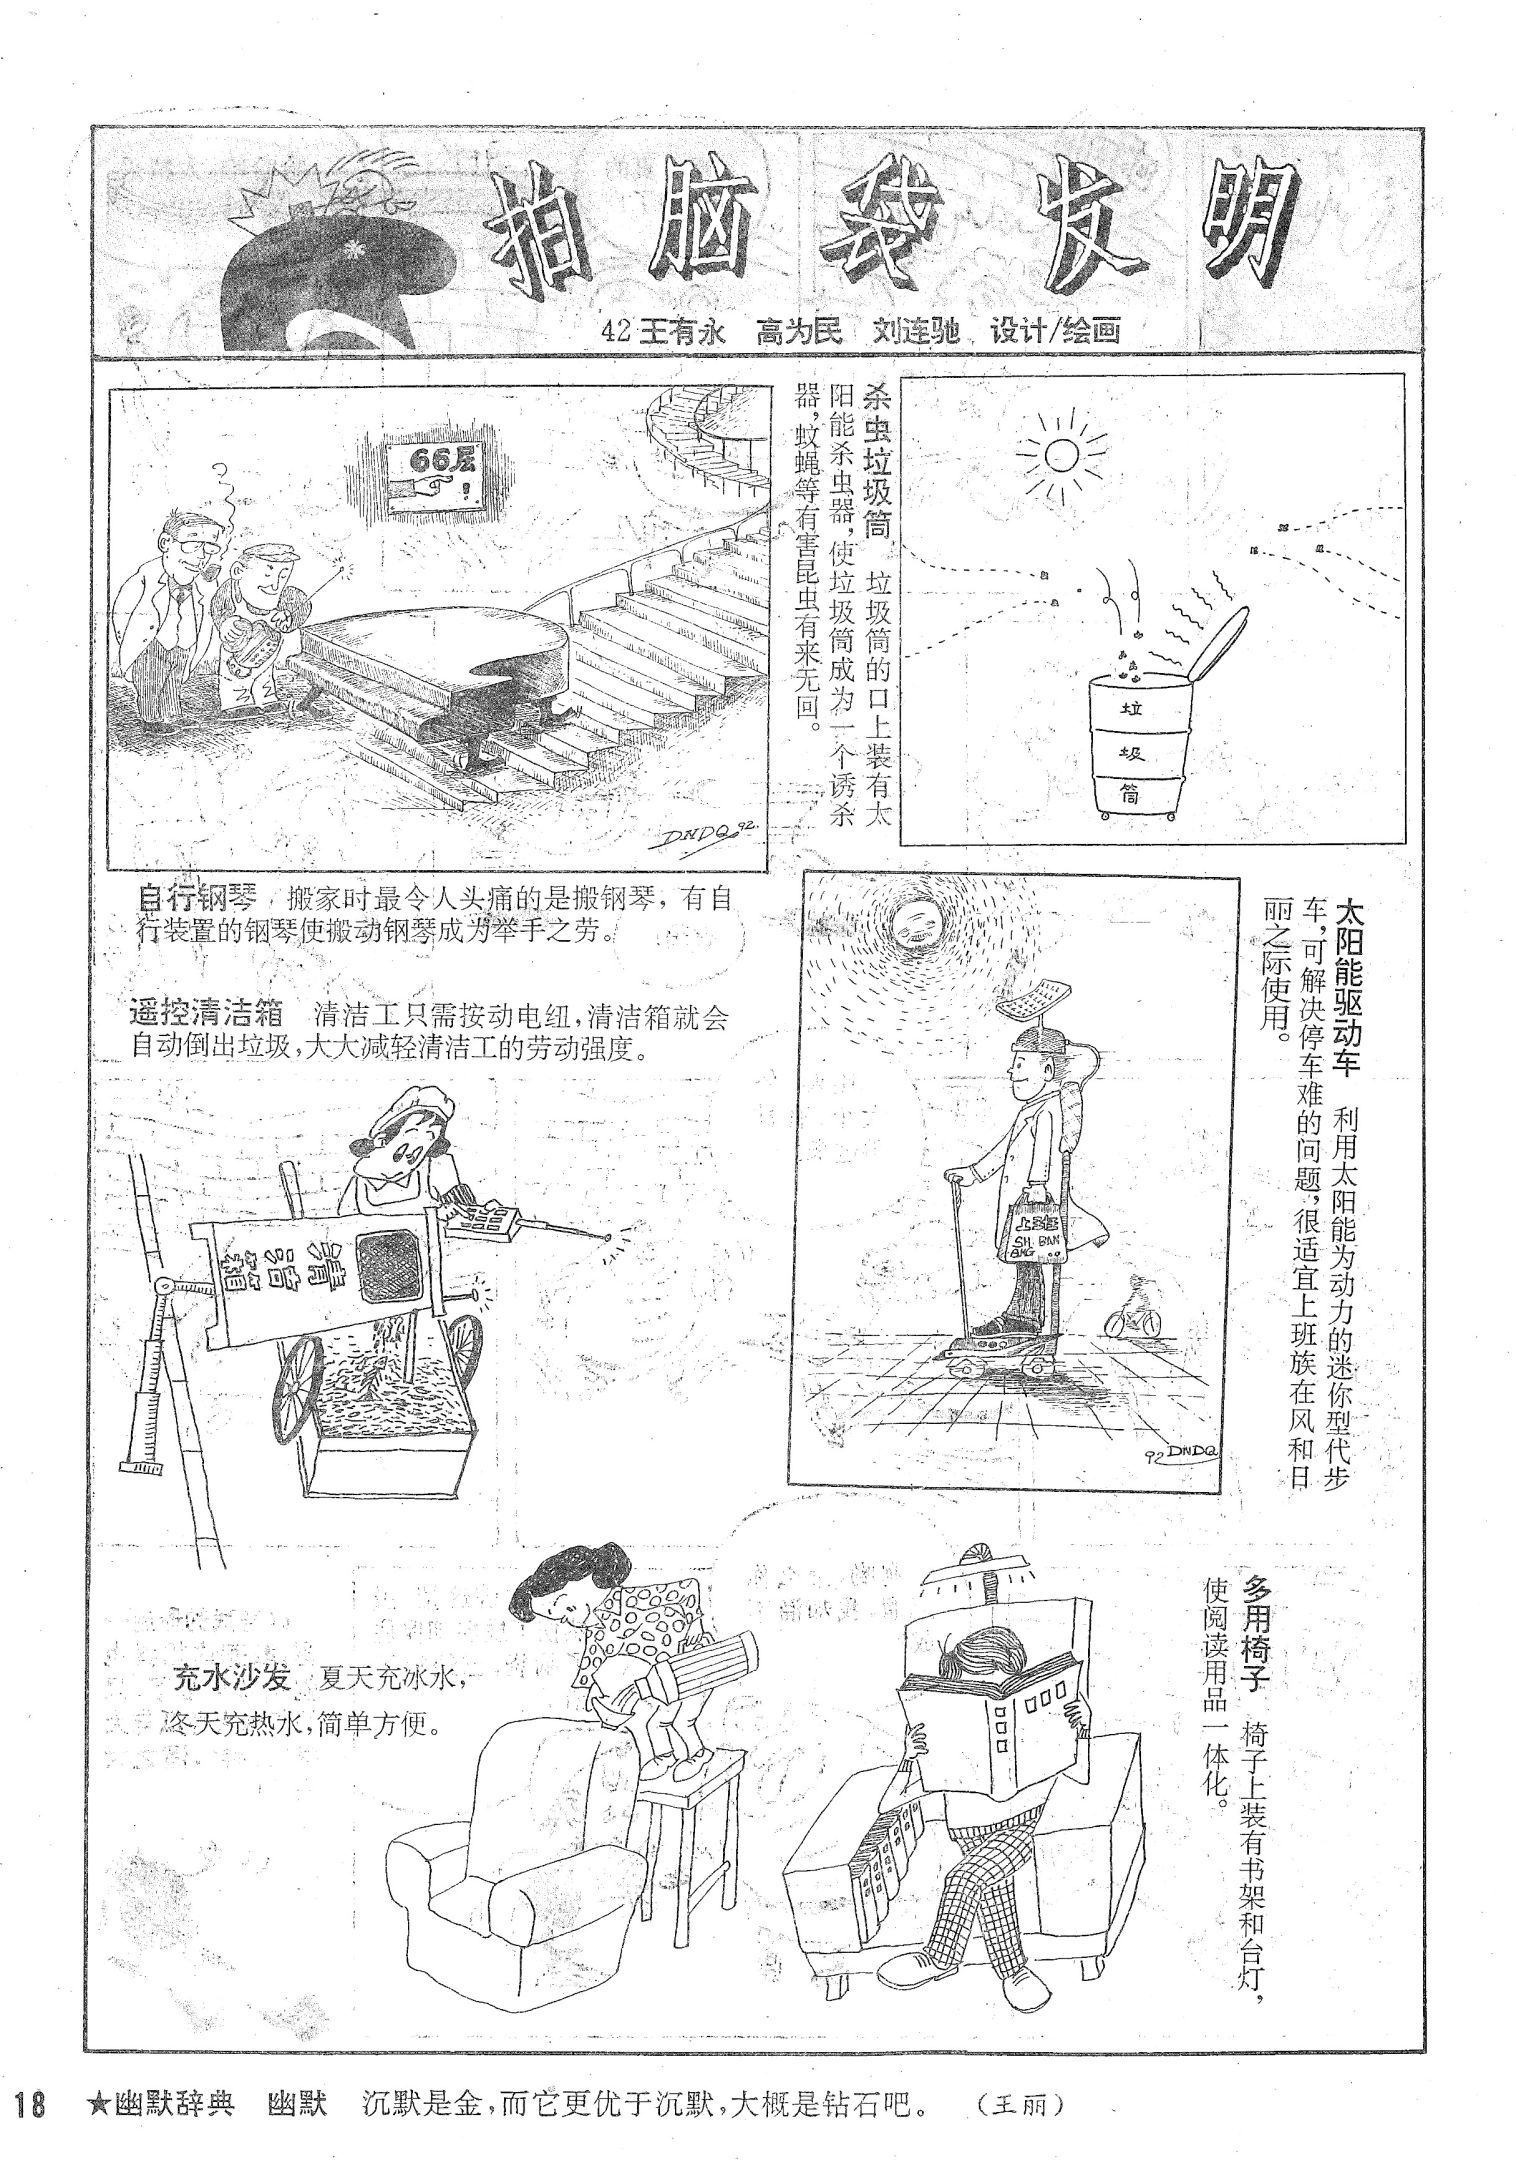 拍脑袋发明
42 王有永 高为民 刘连驰 设计/绘画
66层
!
DNDQ 92.
自行钢琴 搬家时最令人头痛的是搬钢琴，有自
行装置的钢琴使搬动钢琴成为举手之劳。
杀虫垃圾筒 垃圾筒的口上装有太
阳能杀虫器，使垃圾筒成为一个诱杀
器，蚊蝇等有害昆虫有来无回。
垃
圾
筒
遥控清洁箱 清洁工只需按动电纽，清洁箱就会
自动倒出垃圾，大大减轻清洁工的劳动强度。
清洁箱
太阳能驱动车 利用太阳能为动力的迷你型代步
车，可解决停车难的问题，很适宜上班族在风和日
丽之际使用。
上班
SH BAN
92 DNDQ
充水沙发 夏天充冰水，
冬天充热水，简单方便。
多用椅子 椅子上装有书架和台灯，
使阅读用品一体化。
18 ★幽默辞典 幽默 沉默是金，而它更优于沉默，大概是钻石吧。 （王丽）